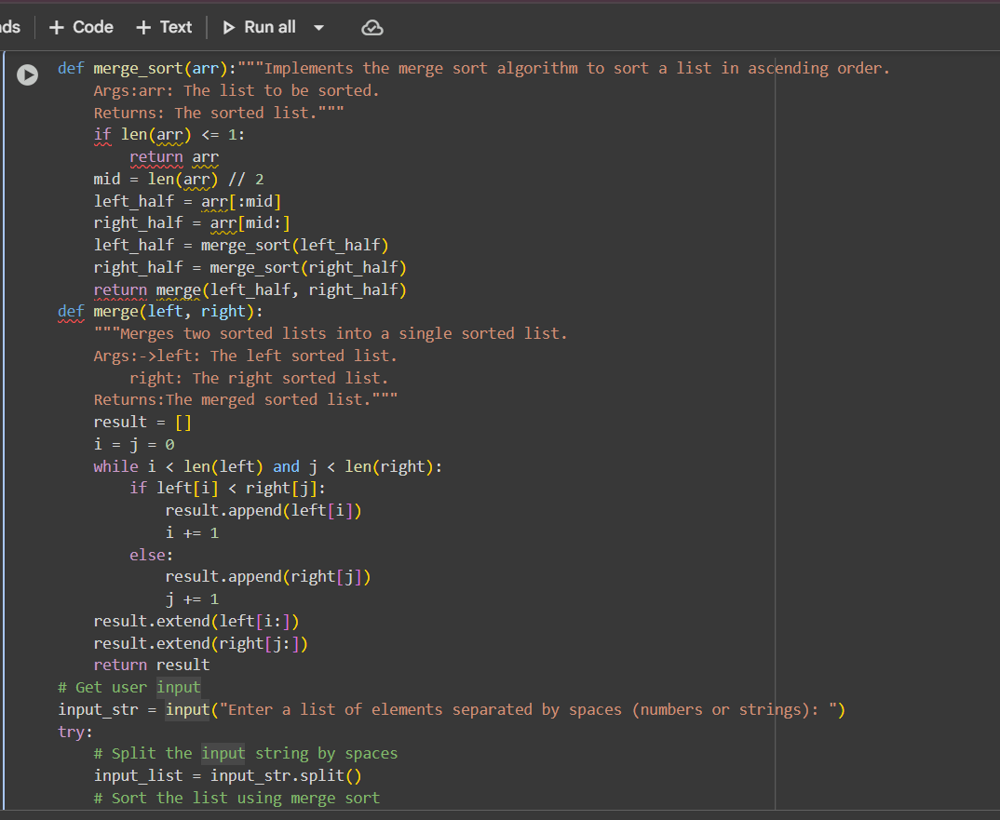 ds + Code + Text Run all
def merge_sort(arr):"""Implements the merge sort algorithm to sort a list in ascending order.
    Args:arr: The list to be sorted.
    Returns: The sorted list."""
    if len(arr) <= 1:
        return arr
    mid = len(arr) // 2
    left_half = arr[:mid]
    right_half = arr[mid:]
    left_half = merge_sort(left_half)
    right_half = merge_sort(right_half)
    return merge(left_half, right_half)
def merge(left, right):
    """Merges two sorted lists into a single sorted list.
    Args:->left: The left sorted list.
        right: The right sorted list.
    Returns:The merged sorted list."""
    result = []
    i = j = 0
    while i < len(left) and j < len(right):
        if left[i] < right[j]:
            result.append(left[i])
            i += 1
        else:
            result.append(right[j])
            j += 1
    result.extend(left[i:])
    result.extend(right[j:])
    return result
# Get user input
input_str = input("Enter a list of elements separated by spaces (numbers or strings): ")
try:
    # Split the input string by spaces
    input_list = input_str.split()
    # Sort the list using merge sort